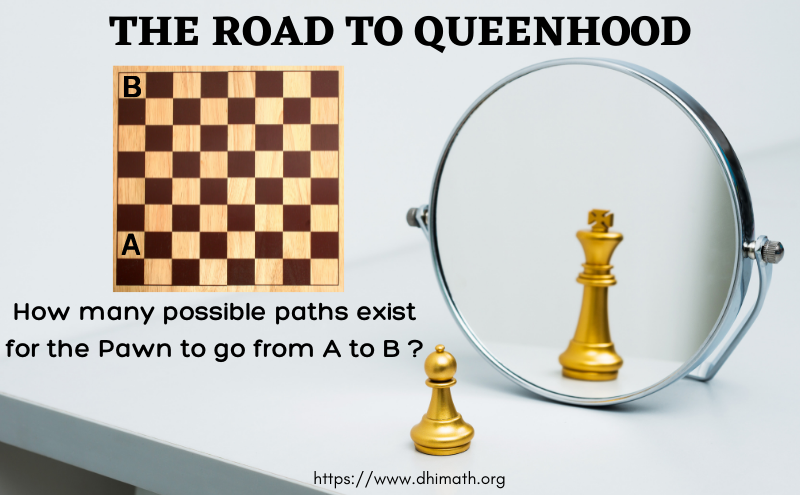 THE ROAD TO QUEENHOOD
B
A
How many possible paths exist
for the Pawn to go from A to B ?
https://www.dhimath.org